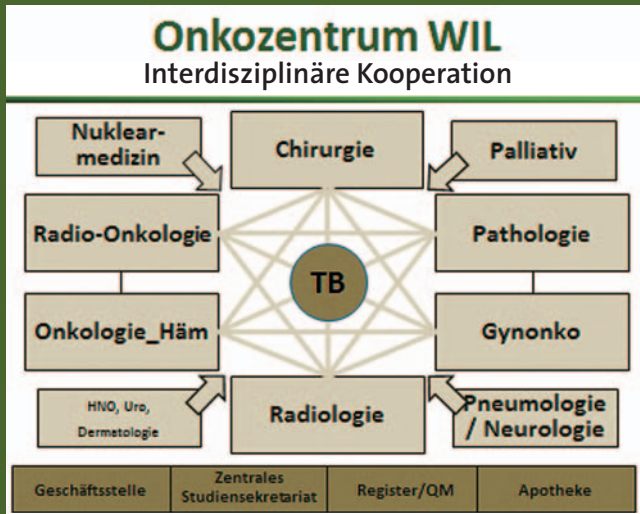 Onkozentrum WIL
Interdisziplinäre Kooperation
Nuklear-
medizin
Chirurgie
Palliativ
Radio-Onkologie
Pathologie
TB
Onkologie_Häm
Gynonko
HNO, Uro,
Dermatologie
Radiologie
Pneumologie
/ Neurologie
Geschäftsstelle
Zentrales
Studiensekretariat
Register/QM
Apotheke